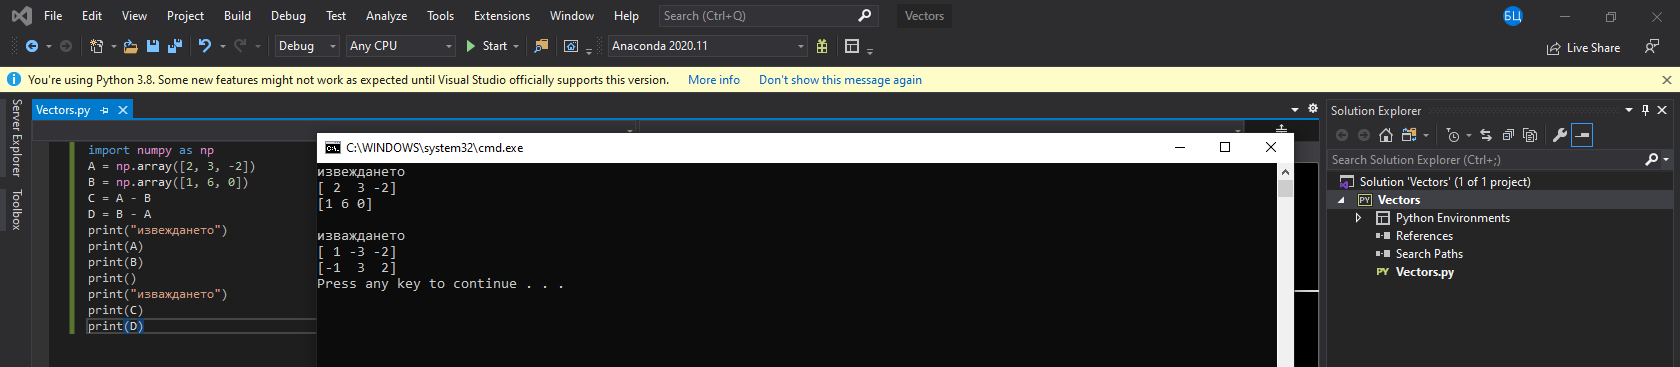 File Edit View Project Build Debug Test Analyze Tools Extensions Window Help Search (Ctrl+Q) Vectors БЦ
Debug Any CPU Start Anaconda 2020.11 Live Share
You're using Python 3.8. Some new features might not work as expected until Visual Studio officially supports this version. More info Don't show this message again
Server Explorer
Toolbox
Vectors.py
import numpy as np
A = np.array([2, 3, -2])
B = np.array([1, 6, 0])
C = A - B
D = B - A
print("извеждането")
print(A)
print(B)
print()
print("изваждането")
print(C)
print(D)
C:\WINDOWS\system32\cmd.exe
извеждането
[ 2  3 -2]
[1 6 0]
изваждането
[ 1 -3 -2]
[-1  3  2]
Press any key to continue . . .
Solution Explorer
Search Solution Explorer (Ctrl+;)
Solution 'Vectors' (1 of 1 project)
PY Vectors
Python Environments
References
Search Paths
PY Vectors.py